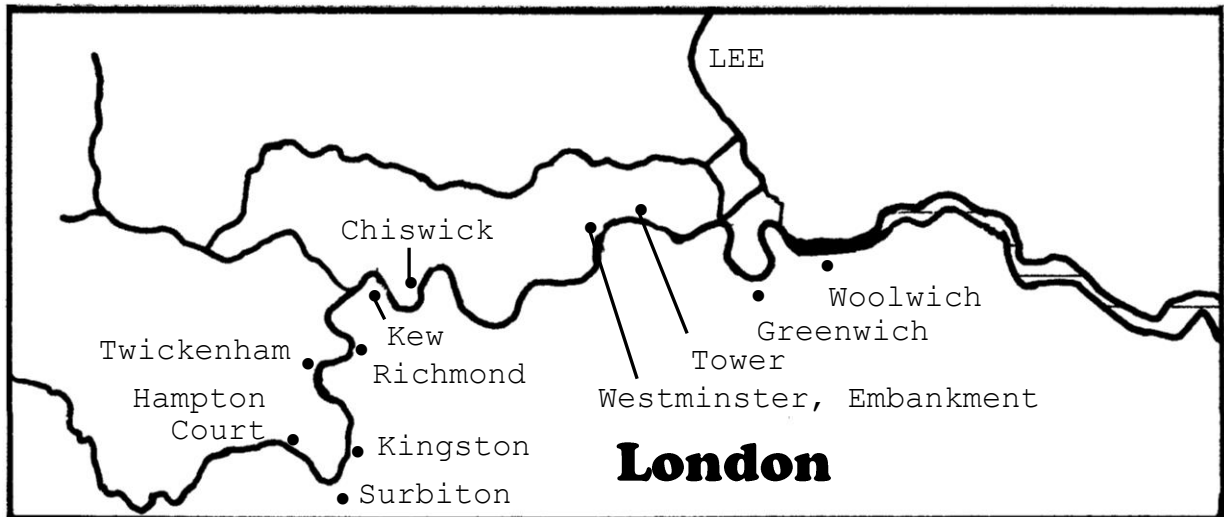 LEE
Chiswick
Woolwich
Greenwich
Kew
Tower
Twickenham
Richmond
Westminster, Embankment
Hampton
Court
Kingston
London
Surbiton